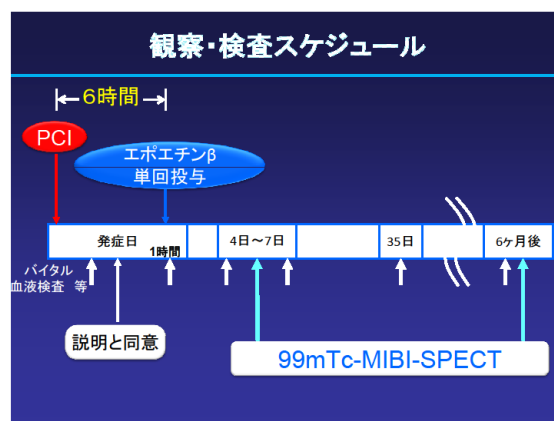 観察・検査スケジュール
6時間
PCI
エポエチンβ
単回投与
発症日
1時間
4日～7日
35日
6ヶ月後
バイタル
血液検査 等
説明と同意
99mTc-MIBI-SPECT